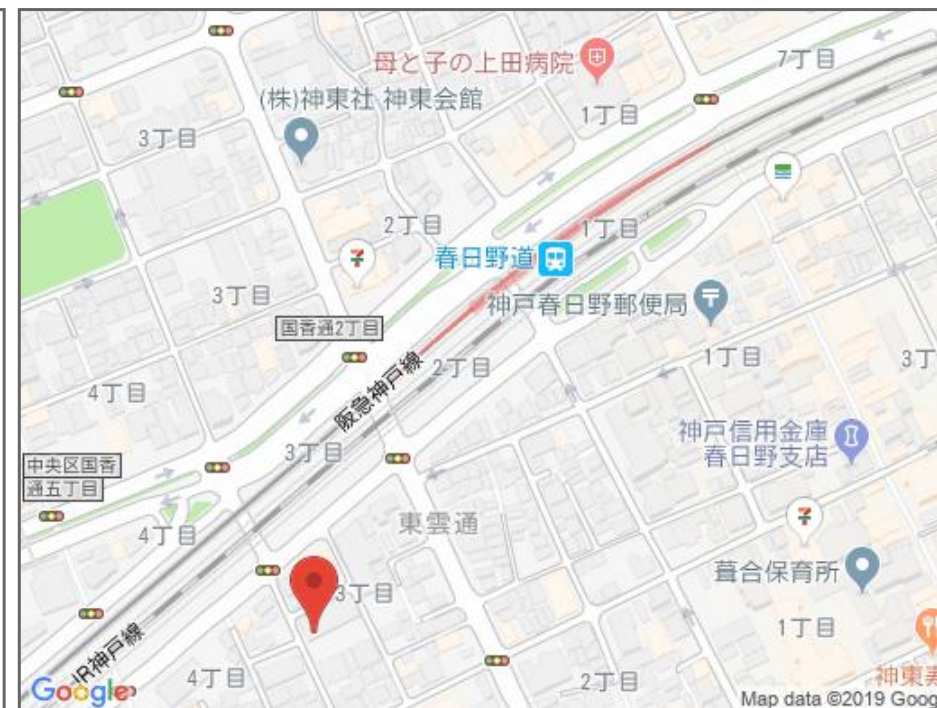 7丁目
母と子の上田病院
(株)神東社 神東会館
1丁目
3丁目
2丁目
1丁目
春日野道
3丁目
神戸春日野郵便局
国香通2丁目
1丁目
3丁
2丁目
阪急神戸線
4丁目
神戸信用金庫
春日野支店
3丁目
中央区国香
通五丁目
東雲通
4丁目
葺合保育所
3丁目
1丁目
JR神戸線
4丁目
2丁目
Google
Map data ©2019 Goog